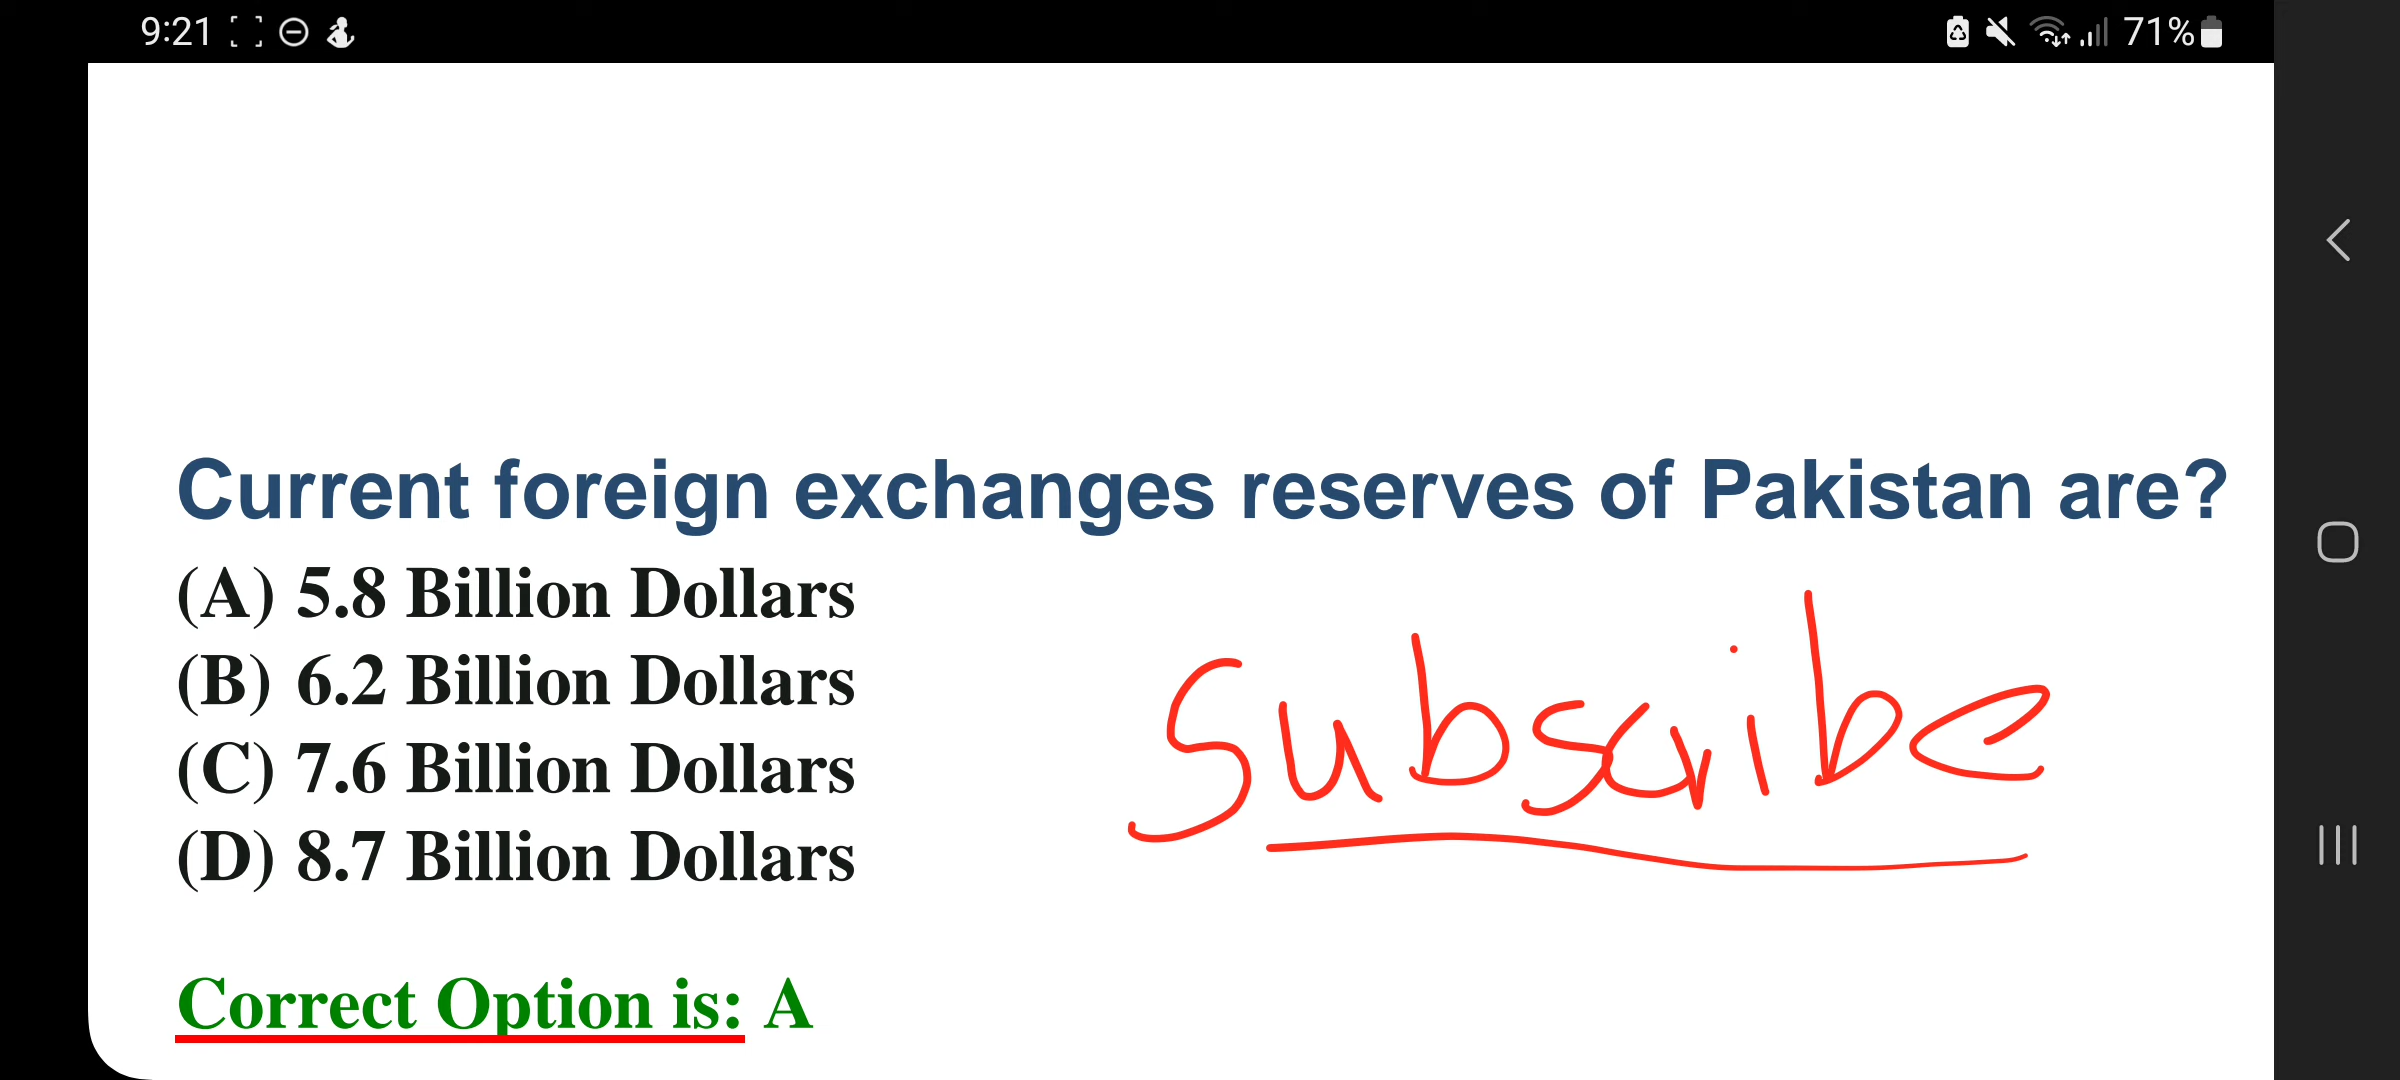 9:21 71%
Current foreign exchanges reserves of Pakistan are?
(A) 5.8 Billion Dollars
(B) 6.2 Billion Dollars
(C) 7.6 Billion Dollars
(D) 8.7 Billion Dollars
Subscribe
Correct Option is: A